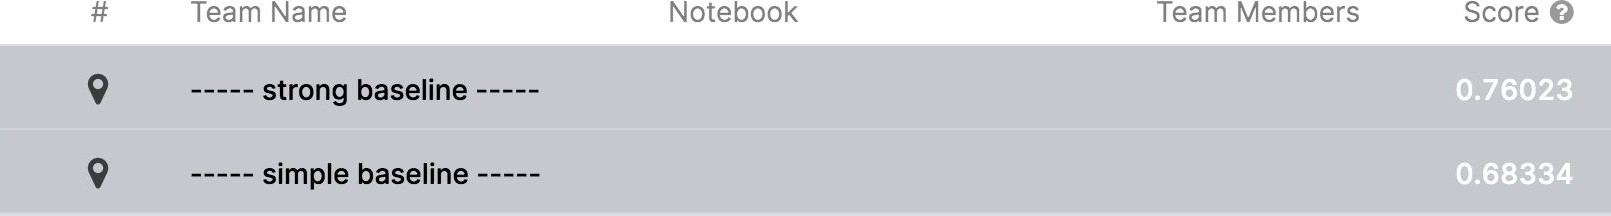 # Team Name Notebook Team Members Score ?
----- strong baseline ----- 0.76023
----- simple baseline ----- 0.68334